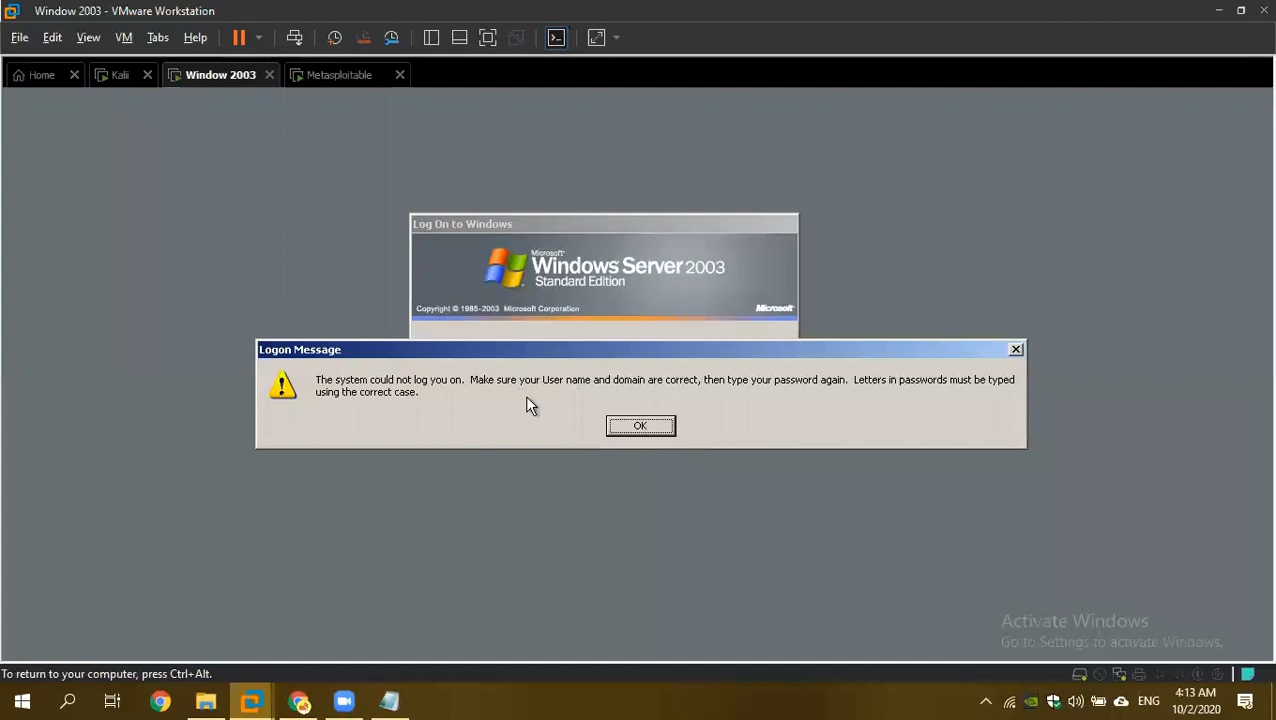 Window 2003 - VMware Workstation
File Edit View VM Tabs Help
Home Kalii Window 2003 Metasploitable
Log On to Windows
Microsoft
Windows Server 2003
Standard Edition
Copyright © 1985-2003 Microsoft Corporation Microsoft
Logon Message
The system could not log you on. Make sure your User name and domain are correct, then type your password again. Letters in passwords must be typed
using the correct case.
OK
Activate Windows
Go to Settings to activate Windows.
To return to your computer, press Ctrl+Alt.
ENG
4:13 AM
10/2/2020